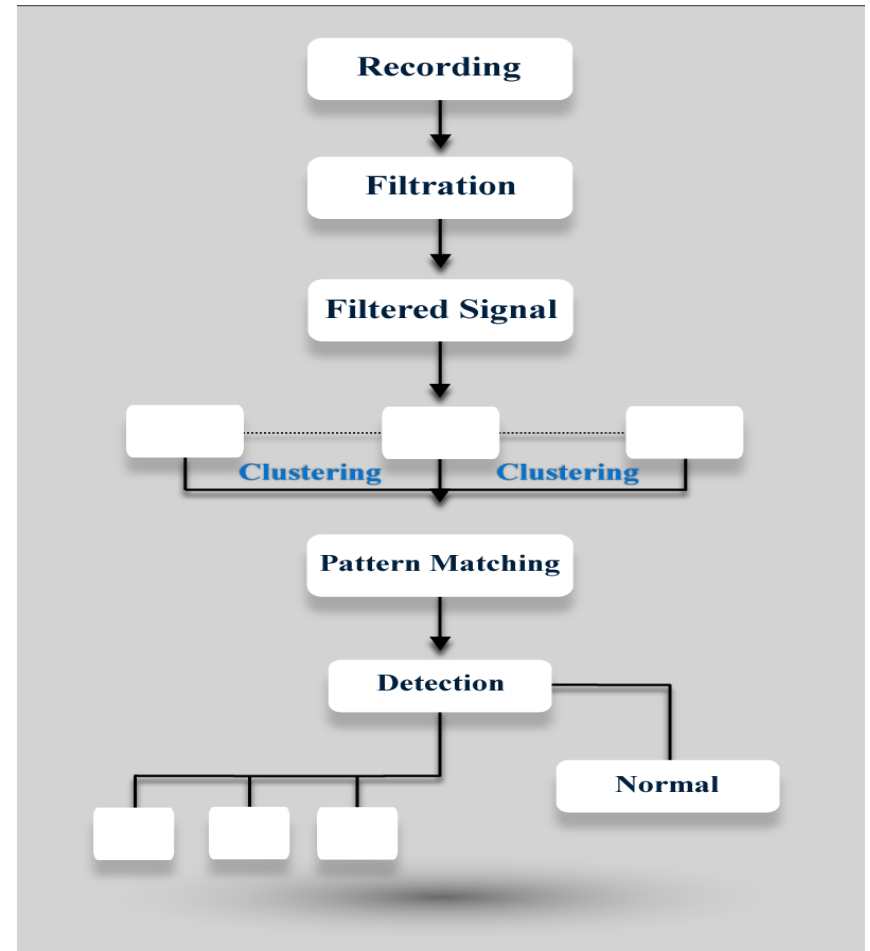 Recording
Filtration
Filtered Signal
Clustering
Clustering
Pattern Matching
Detection
Normal